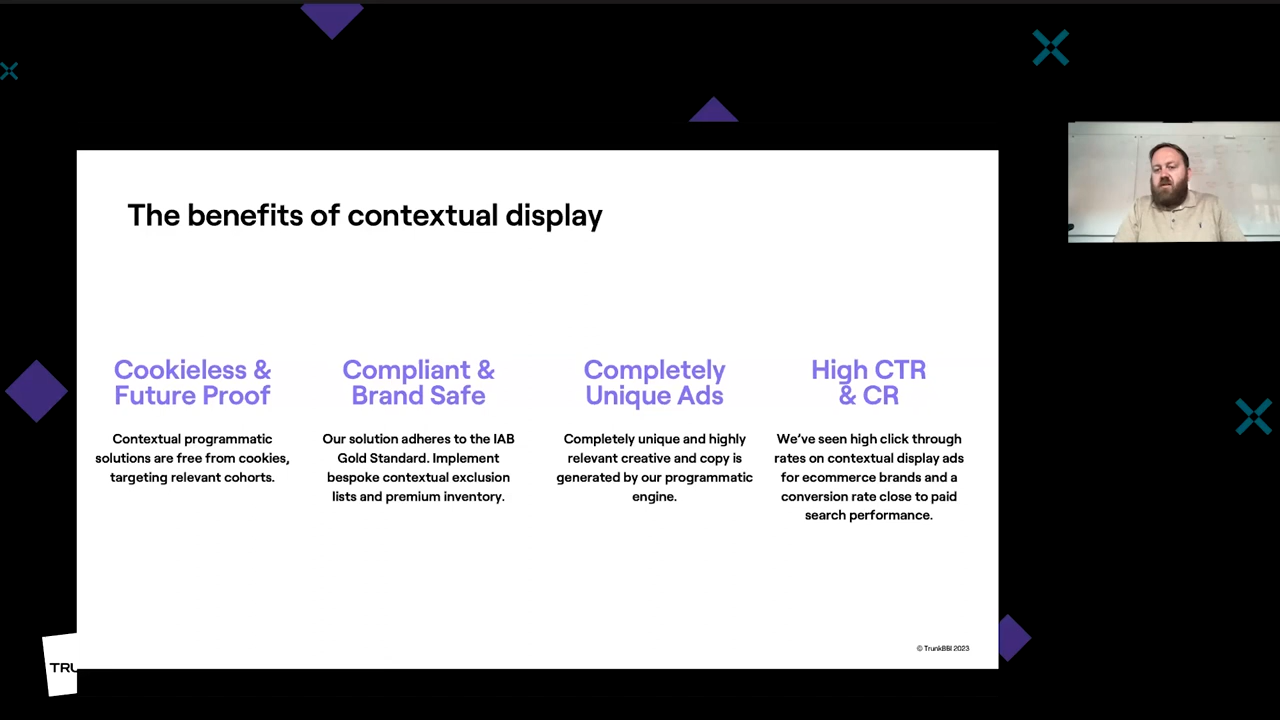 The benefits of contextual display
Cookieless &
Future Proof
Contextual programmatic
solutions are free from cookies,
targeting relevant cohorts.
Compliant &
Brand Safe
Our solution adheres to the IAB
Gold Standard. Implement
bespoke contextual exclusion
lists and premium inventory.
Completely
Unique Ads
Completely unique and highly
relevant creative and copy is
generated by our programmatic
engine.
High CTR
& CR
We’ve seen high click through
rates on contextual display ads
for ecommerce brands and a
conversion rate close to paid
search performance.
© TrunkBBI 2023
TRU